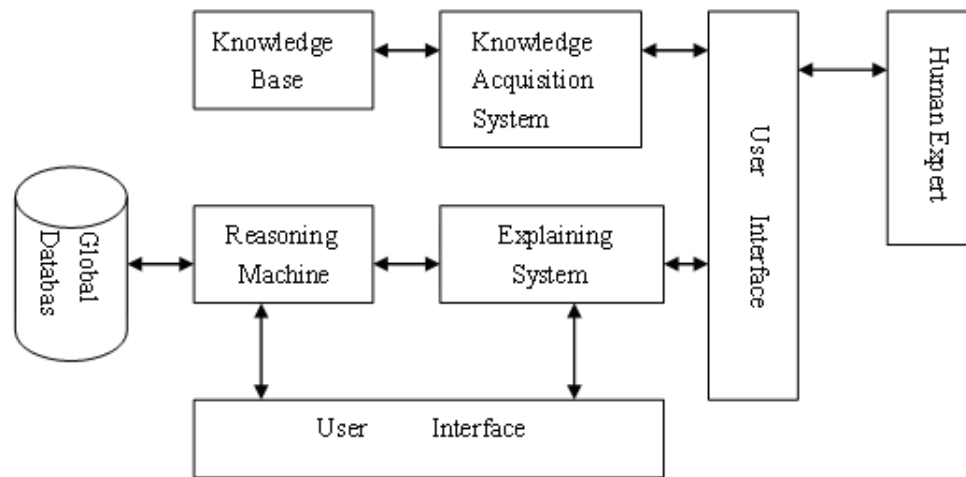 Knowledge
Base
Knowledge
Acquisition
System
User Interface
Human Expert
Global
Databas
Reasoning
Machine
Explaining
System
User Interface